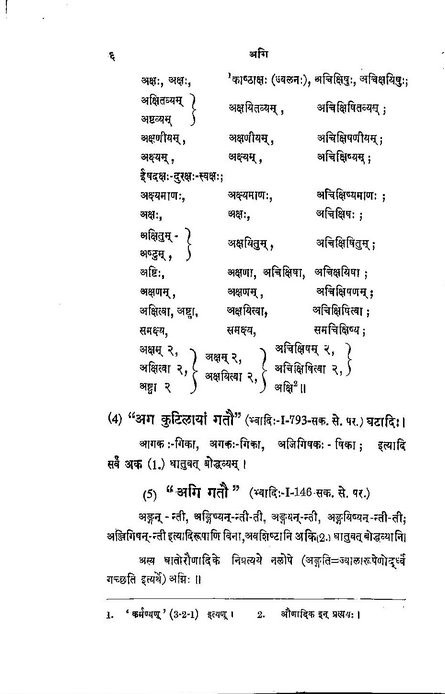 ६ अगि
अक्षः, अक्षः, ¹काष्ठाक्षः (ज्वलनः), अचिक्षिषुः, अचिक्षयिषुः;
अक्षितव्यम्
अष्टव्यम् } अक्षयितव्यम्, अचिक्षिषितव्यम्;
अक्षणीयम्, अक्षणीयम्, अचिक्षिषणीयम्;
अक्ष्यम्, अक्ष्यम्, अचिक्षिष्यम्;
ईषदक्षः-दुरक्षः-स्वक्षः;
अक्ष्यमाणः, अक्ष्यमाणः, अचिक्षिष्यमाणः;
अक्षः, अक्षः, अचिक्षिषः;
अक्षितुम् -
अष्टुम्, } अक्षयितुम्, अचिक्षिषितुम्;
अष्टिः, अक्षणा, अचिक्षिषा, अचिक्षयिषा;
अक्षणम्, अक्षणम्, अचिक्षिषणम्;
अक्षित्वा, अष्ट्वा, अक्षयित्वा, अचिक्षिषित्वा;
समक्ष्य, समक्ष्य, समचिक्षिष्य;
अक्षम् २,
अक्षित्वा २,
अष्ट्वा २ } अक्षम् २,
अक्षयित्वा २, } अचिक्षिषम् २,
अचिक्षिषित्वा २, }
अक्षि² ॥
(4) “अग कुटिलायां गतौ” (भ्वादिः-I-793-सक. से. पर.) घटादिः।
आगकः-गिका, अगकः-गिका, अजिगिषकः-षिका; इत्यादि
सर्वं अक (1.) धातुवत् बोद्धव्यम्।
(5) “अगि गतौ” (भ्वादिः-I-146-सक. से. पर.)
अङ्गन्-न्ती, अङ्गिष्यन्-न्ती-ती, अङ्गयन्-न्ती, अङ्गयिष्यन्-न्ती-ती;
अञ्जिगिषन्-न्ती इत्यादिरूपाणि विना, अवशिष्टानि अकि(2.) धातुवत् बोद्धव्यानि।
अस्य धातोरौणादिके निप्रत्यये नलोपे (अङ्गति=ज्वालारूपेणोर्द्ध्वं
गच्छति इत्यर्थे) अग्निः ॥
1. ‘कर्मण्यण्’ (3-2-1) इत्यण्। 2. औणादिक इन् प्रत्ययः।